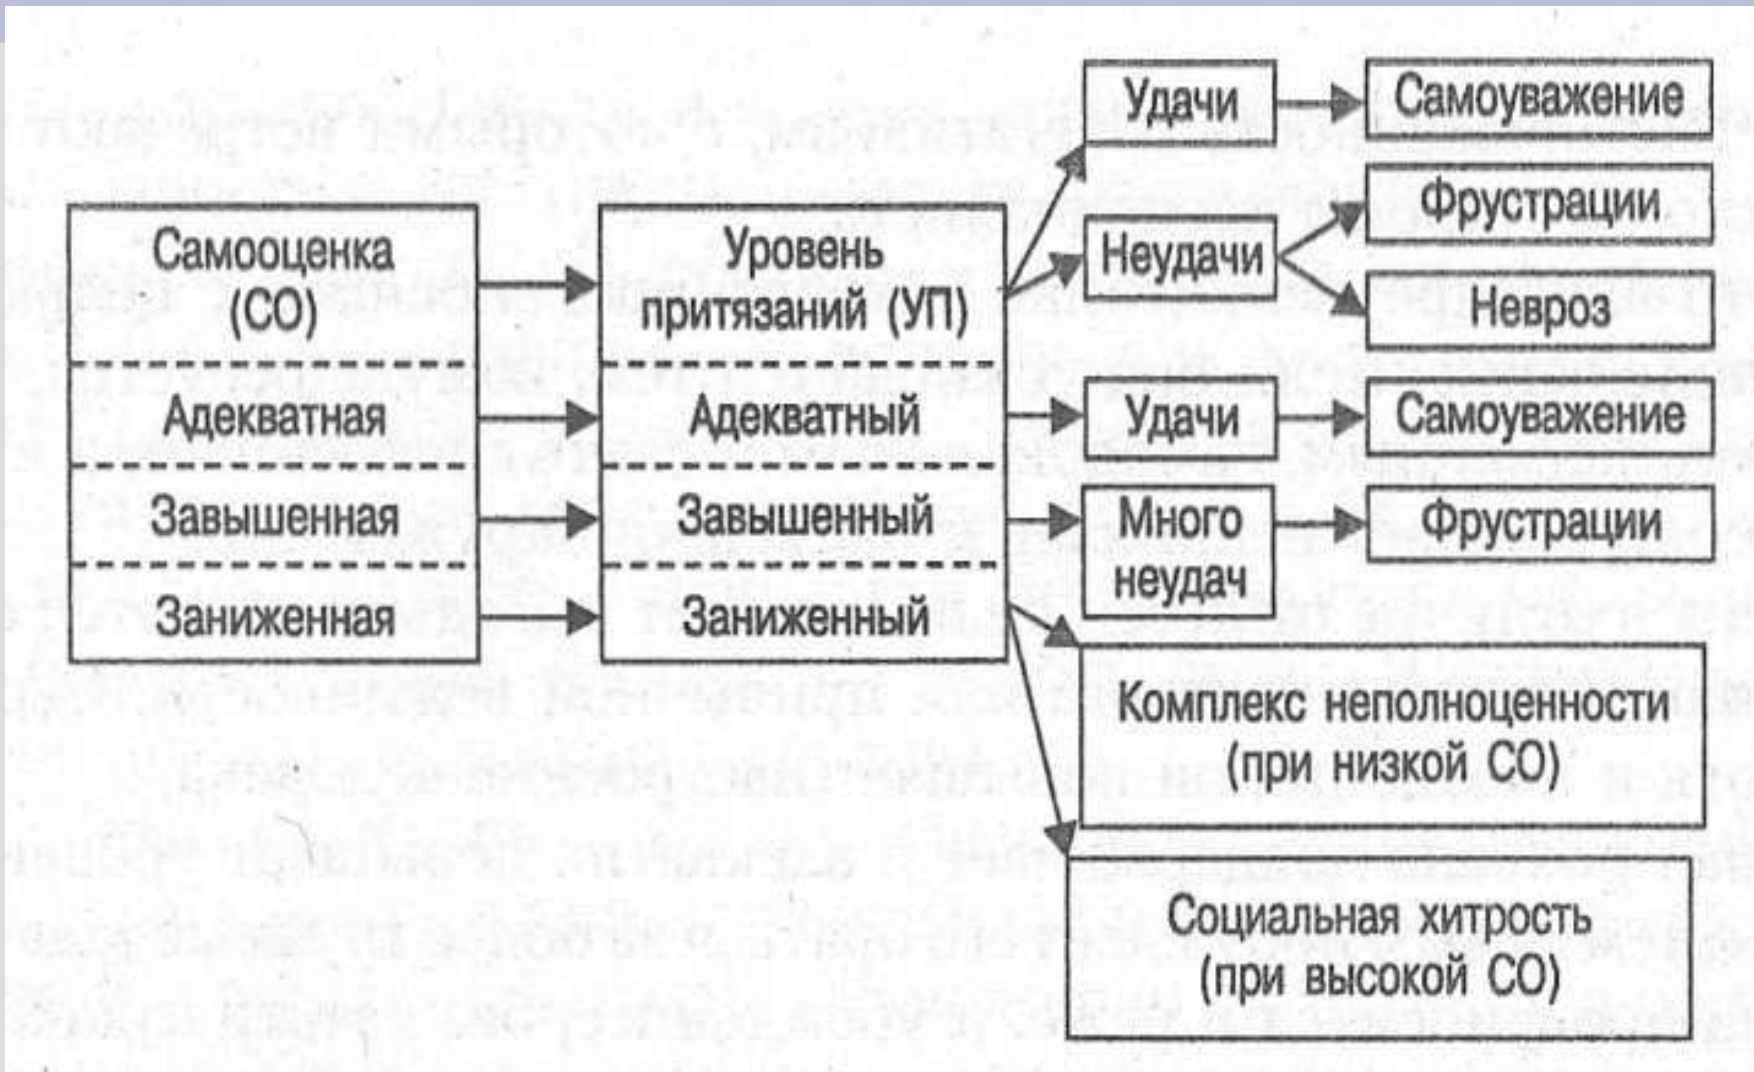 Самооценка
(СО)
Адекватная
Завышенная
Заниженная
Уровень
притязаний (УП)
Адекватный
Завышенный
Заниженный
Удачи
Самоуважение
Неудачи
Фрустрации
Невроз
Удачи
Самоуважение
Много
неудач
Фрустрации
Комплекс неполноценности
(при низкой СО)
Социальная хитрость
(при высокой СО)